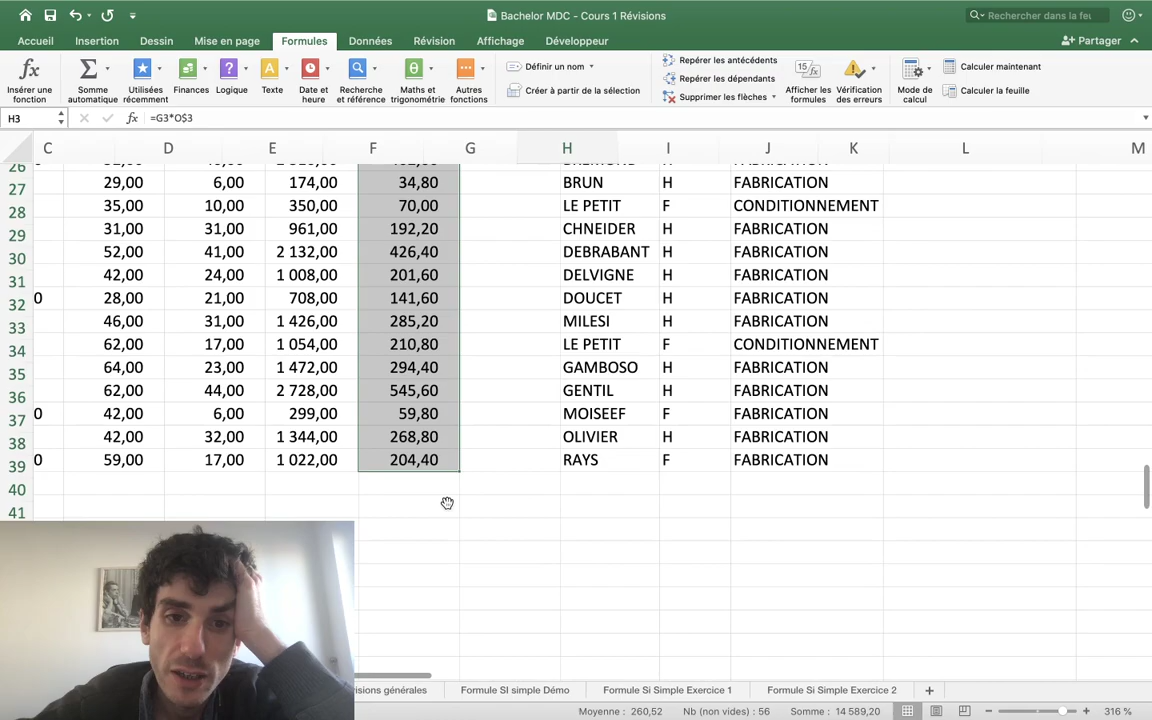 Bachelor MDC - Cours 1 Révisions
Rechercher dans la feu
Accueil Insertion Dessin Mise en page Formules Données Révision Affichage Développeur
Partager
Insérer une fonction
Somme automatique
Utilisées récemment
Finances
Logique
Texte
Date et heure
Recherche et référence
Maths et trigonométrie
Autres fonctions
Définir un nom
Créer à partir de la sélection
Repérer les antécédents
Repérer les dépendants
Supprimer les flèches
Afficher les formules
Vérification des erreurs
Mode de calcul
Calculer maintenant
Calculer la feuille
H3 fx =G3*O$3
C D E F G H I J K L M
26
27 29,00 6,00 174,00 34,80 BRUN H FABRICATION
28 35,00 10,00 350,00 70,00 LE PETIT F CONDITIONNEMENT
29 31,00 31,00 961,00 192,20 CHNEIDER H FABRICATION
30 52,00 41,00 2 132,00 426,40 DEBRABANT H FABRICATION
31 42,00 24,00 1 008,00 201,60 DELVIGNE H FABRICATION
32 0 28,00 21,00 708,00 141,60 DOUCET H FABRICATION
33 46,00 31,00 1 426,00 285,20 MILESI H FABRICATION
34 62,00 17,00 1 054,00 210,80 LE PETIT F CONDITIONNEMENT
35 64,00 23,00 1 472,00 294,40 GAMBOSO H FABRICATION
36 62,00 44,00 2 728,00 545,60 GENTIL H FABRICATION
37 0 42,00 6,00 299,00 59,80 MOISEEF F FABRICATION
38 42,00 32,00 1 344,00 268,80 OLIVIER H FABRICATION
39 0 59,00 17,00 1 022,00 204,40 RAYS F FABRICATION
40
41
visions générales Formule SI simple Démo Formule Si Simple Exercice 1 Formule Si Simple Exercice 2 +
Moyenne : 260,52 Nb (non vides) : 56 Somme : 14 589,20 316 %